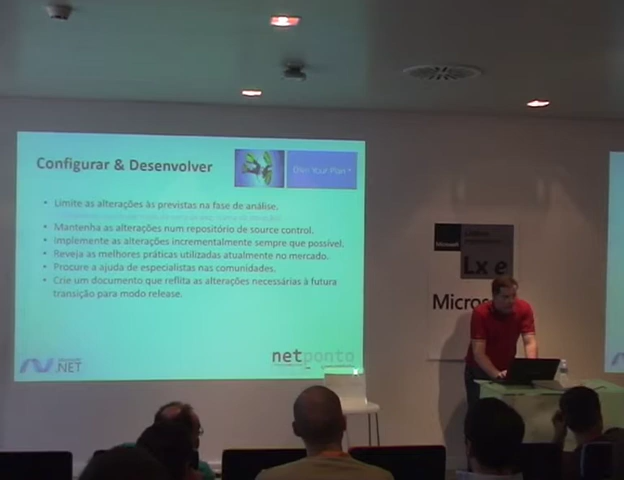 Configurar & Desenvolver
• Limite as alterações às previstas na fase de análise.
• Mantenha as alterações num repositório de source control.
• Implemente as alterações incrementalmente sempre que possível.
• Reveja as melhores práticas utilizadas atualmente no mercado.
• Procure a ajuda de especialistas nas comunidades.
• Crie um documento que reflita as alterações necessárias à futura
transição para modo release.
.NET
netponto
Microsoft
Lx e
Micros